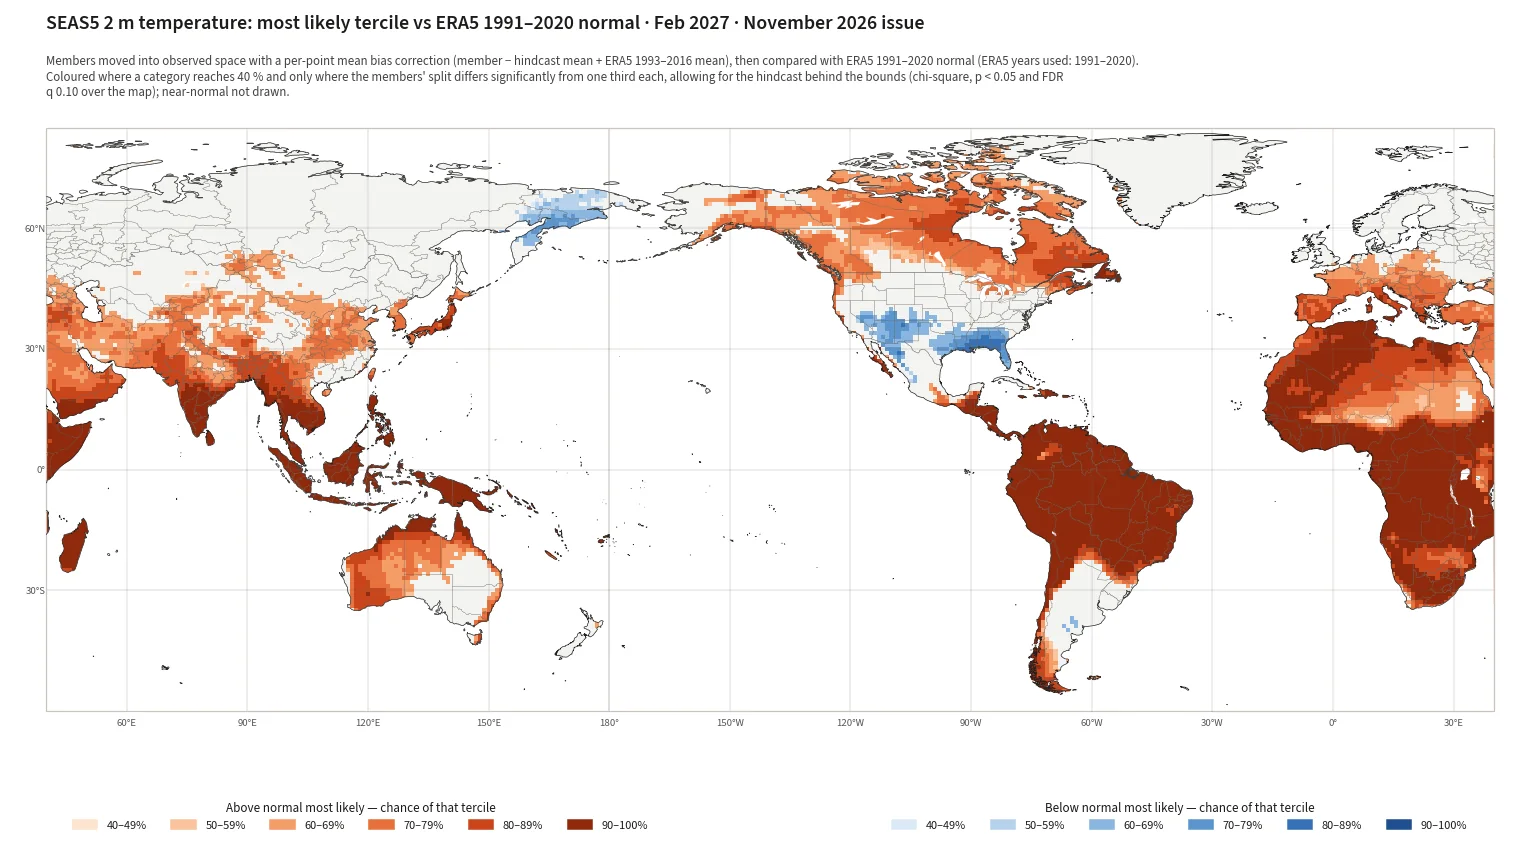 SEAS5 2 m temperature: most likely tercile vs ERA5 1991–2020 normal · Feb 2027 · November 2026 issue
Members moved into observed space with a per-point mean bias correction (member − hindcast mean + ERA5 1993–2016 mean), then compared with ERA5 1991–2020 normal (ERA5 years used: 1991–2020).
Coloured where a category reaches 40 % and only where the members' split differs significantly from one third each, allowing for the hindcast behind the bounds (chi-square, p < 0.05 and FDR
q 0.10 over the map); near-normal not drawn.
60°N
30°N
0°
30°S
60°E 90°E 120°E 150°E 180° 150°W 120°W 90°W 60°W 30°W 0° 30°E
Above normal most likely — chance of that tercile
40–49% 50–59% 60–69% 70–79% 80–89% 90–100%
Below normal most likely — chance of that tercile
40–49% 50–59% 60–69% 70–79% 80–89% 90–100%